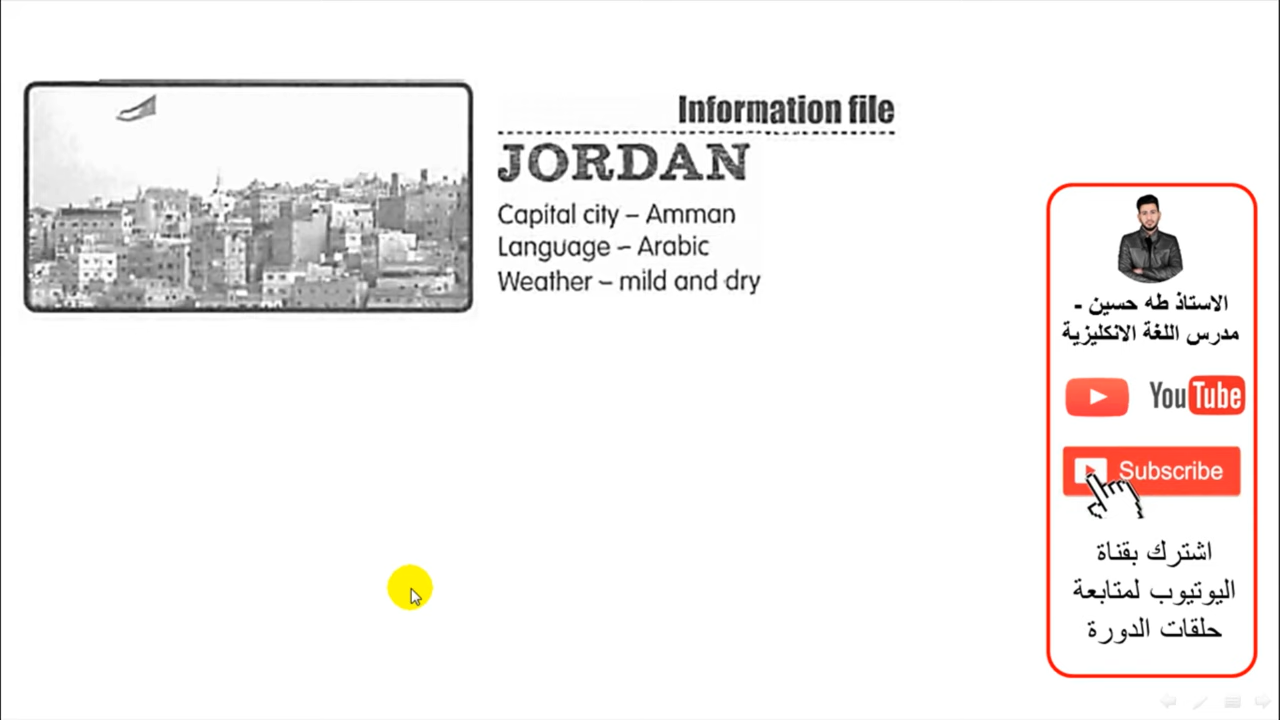 Information file
JORDAN
Capital city – Amman
Language – Arabic
Weather – mild and dry
الاستاذ طه حسين -
مدرس اللغة الانكليزية
YouTube
Subscribe
اشترك بقناة
اليوتيوب لمتابعة
حلقات الدورة